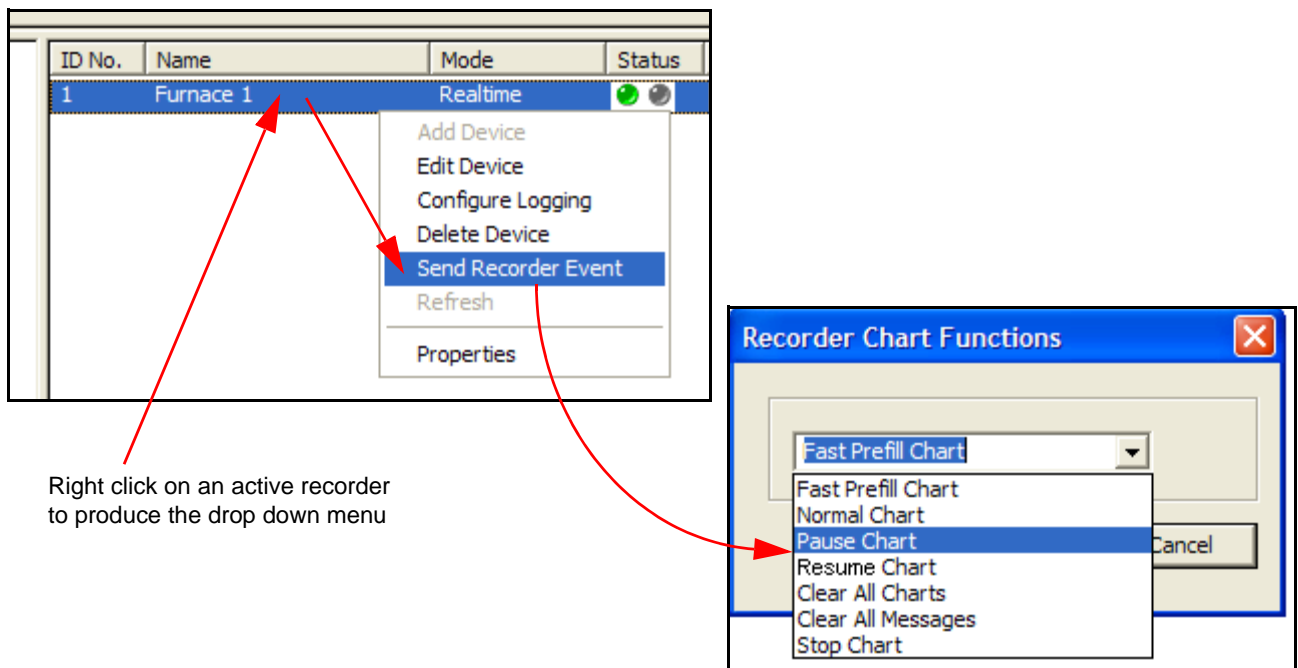 ID No. Name Mode Status
1 Furnace 1 Realtime
Add Device
Edit Device
Configure Logging
Delete Device
Send Recorder Event
Refresh
Properties
Right click on an active recorder
to produce the drop down menu
Recorder Chart Functions
Fast Prefill Chart
Fast Prefill Chart
Normal Chart
Pause Chart
Cancel
Resume Chart
Clear All Charts
Clear All Messages
Stop Chart